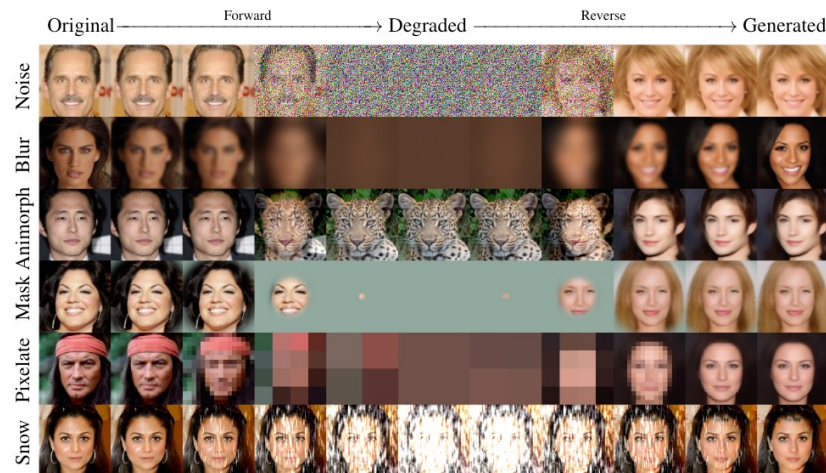 Original Forward Degraded Reverse Generated
Noise
Blur
Animorph
Mask
Pixelate
Snow